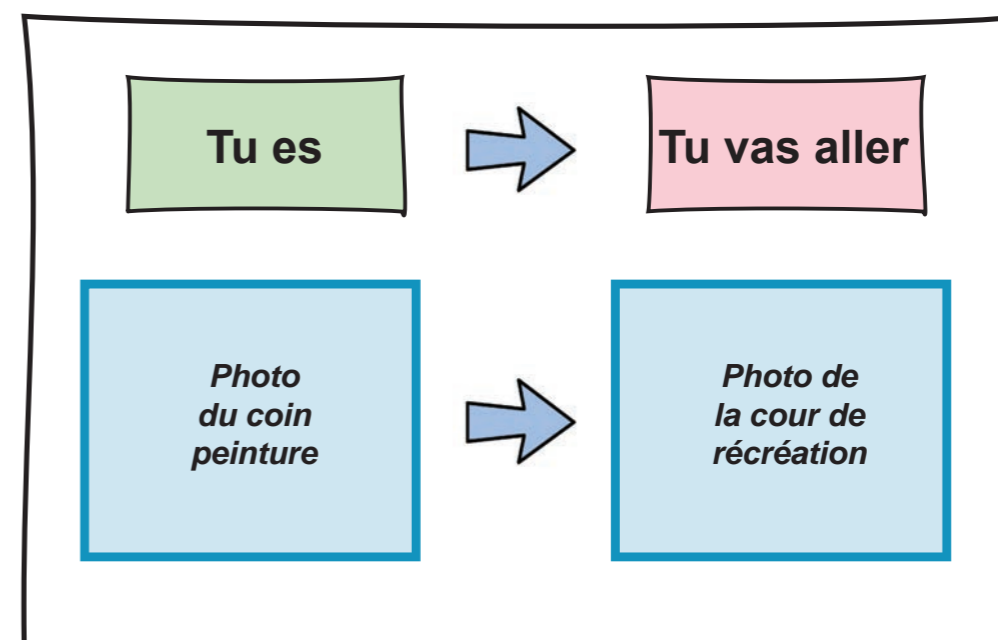 Tu es
Tu vas aller
Photo
du coin
peinture
Photo de
la cour de
récréation